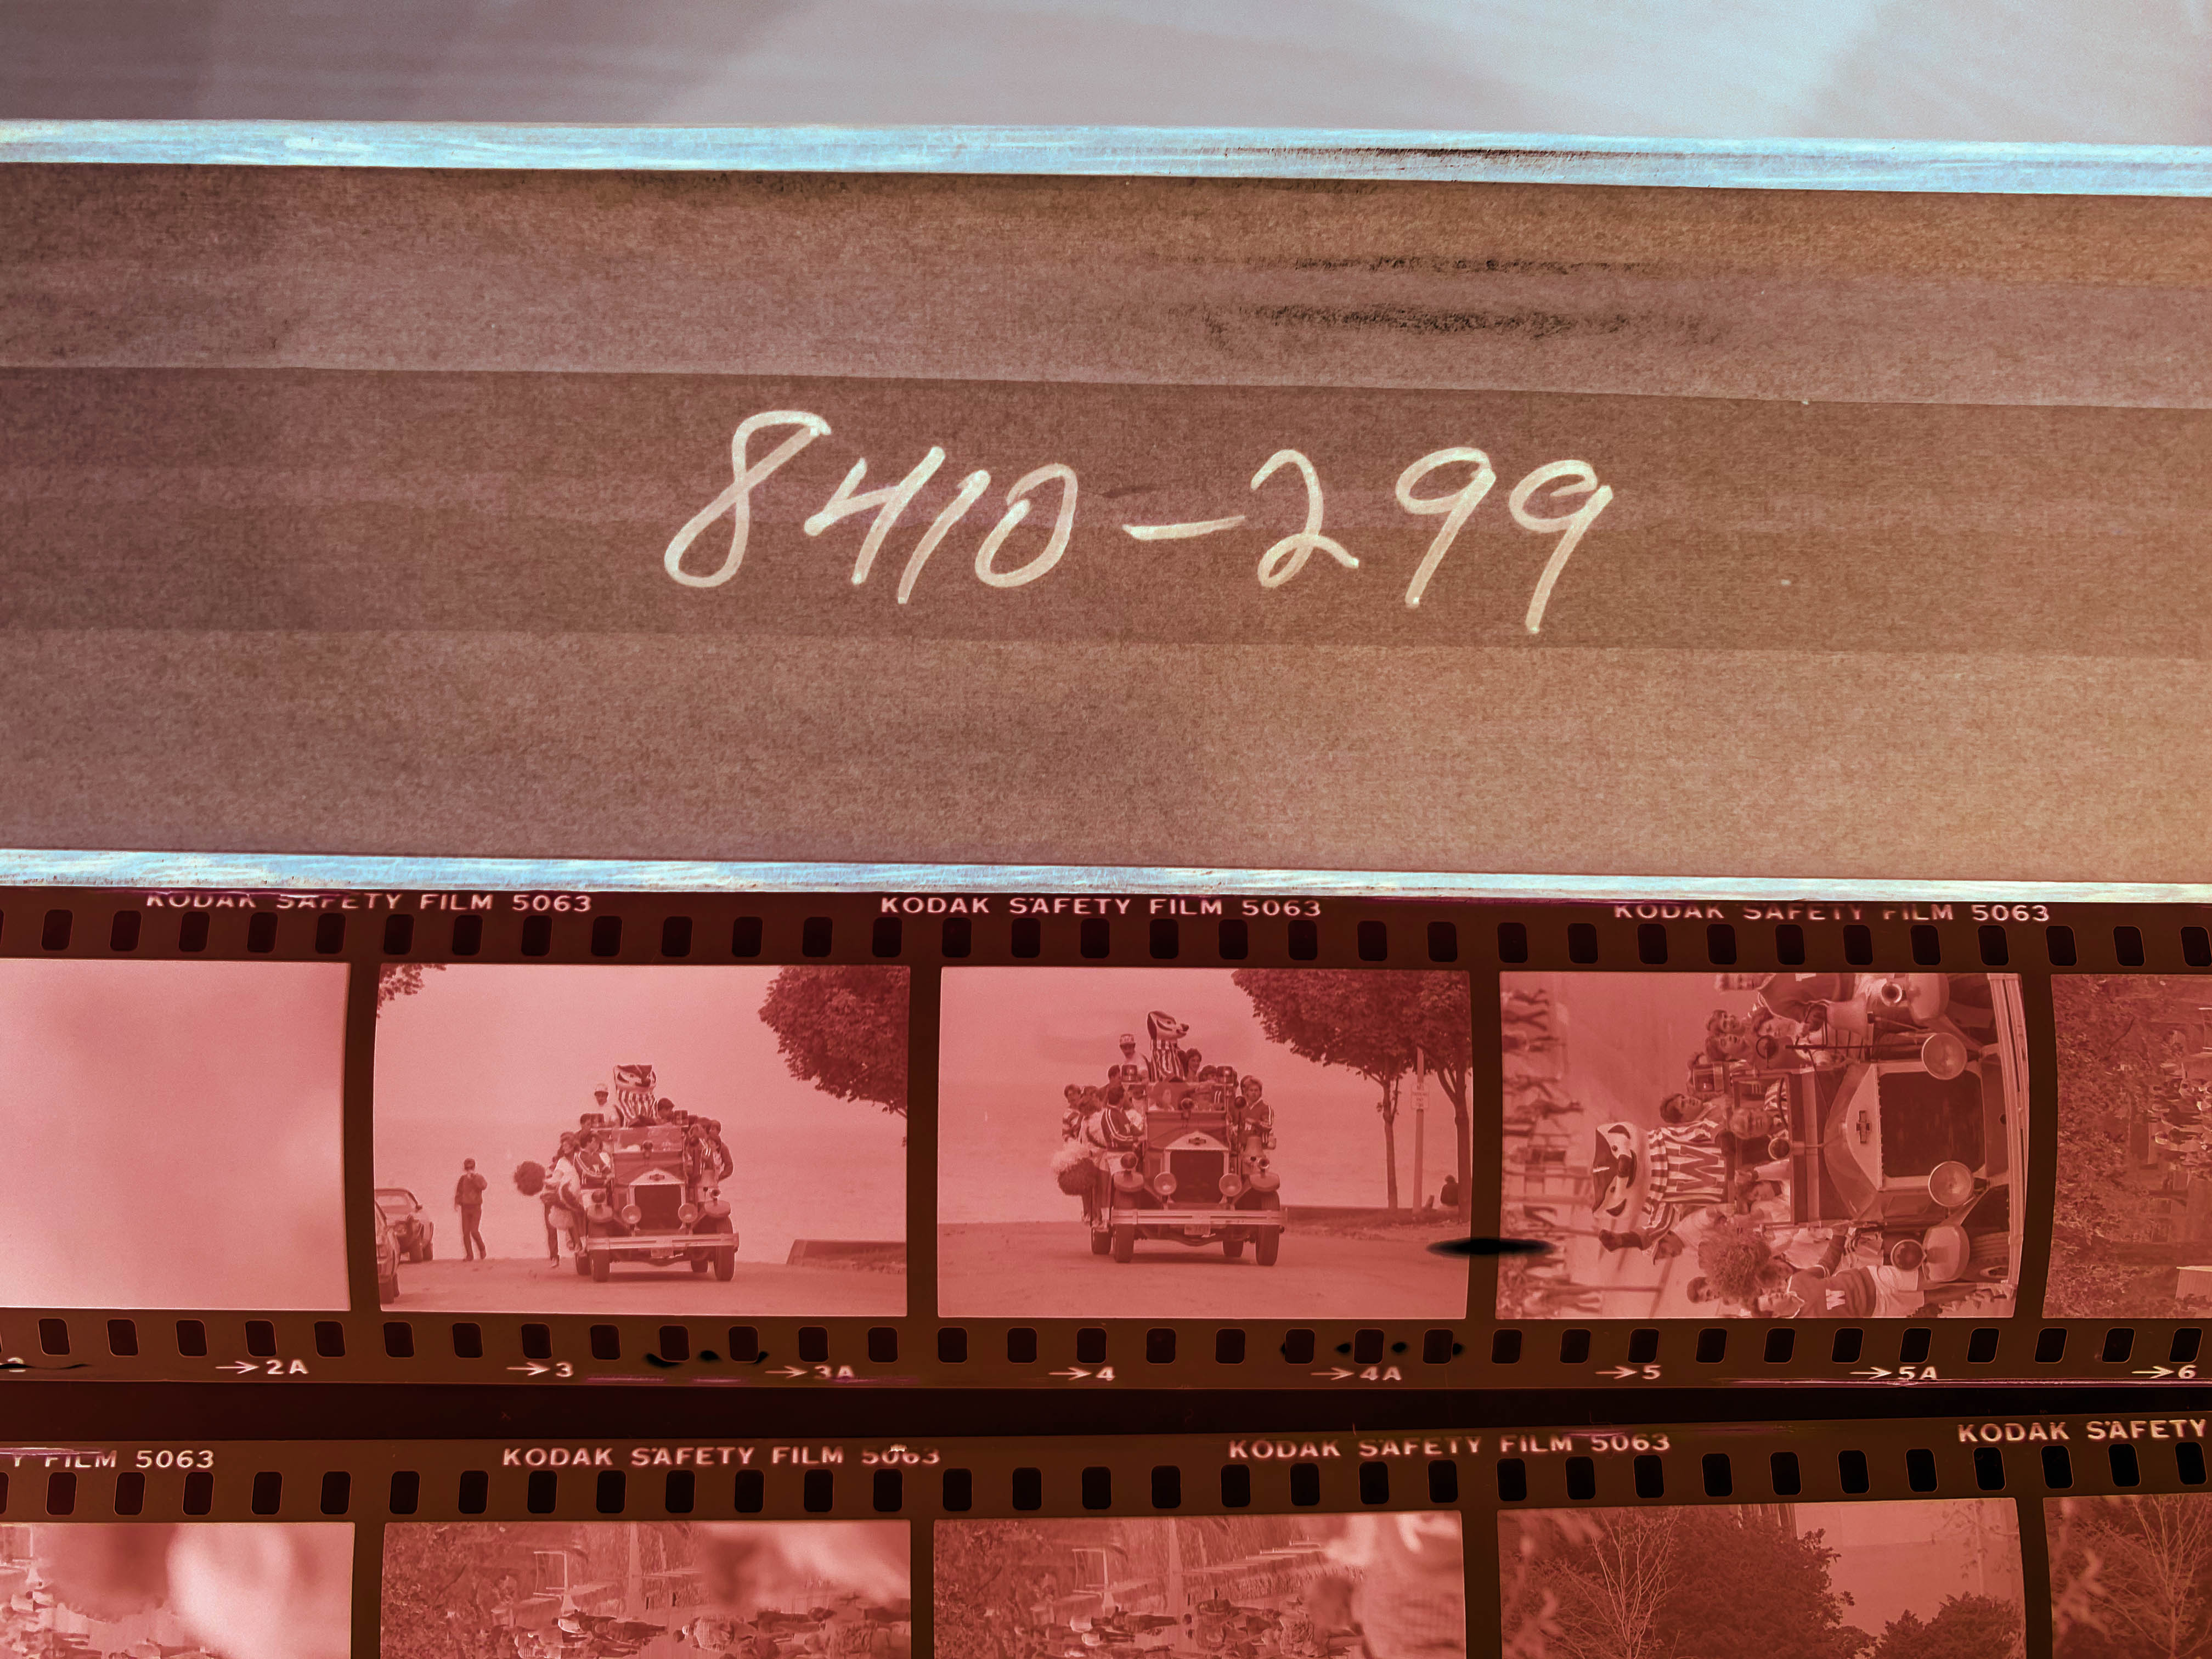 8410-299
KODAK SAFETY FILM 5063 KODAK SAFETY FILM 5063 KODAK SAFETY FILM 5063
W
W
→2A →3 →3A →4 →4A →5 →5A →6
Y FILM 5063 KODAK SAFETY FILM 5063 KODAK SAFETY FILM 5063 KODAK SAFETY